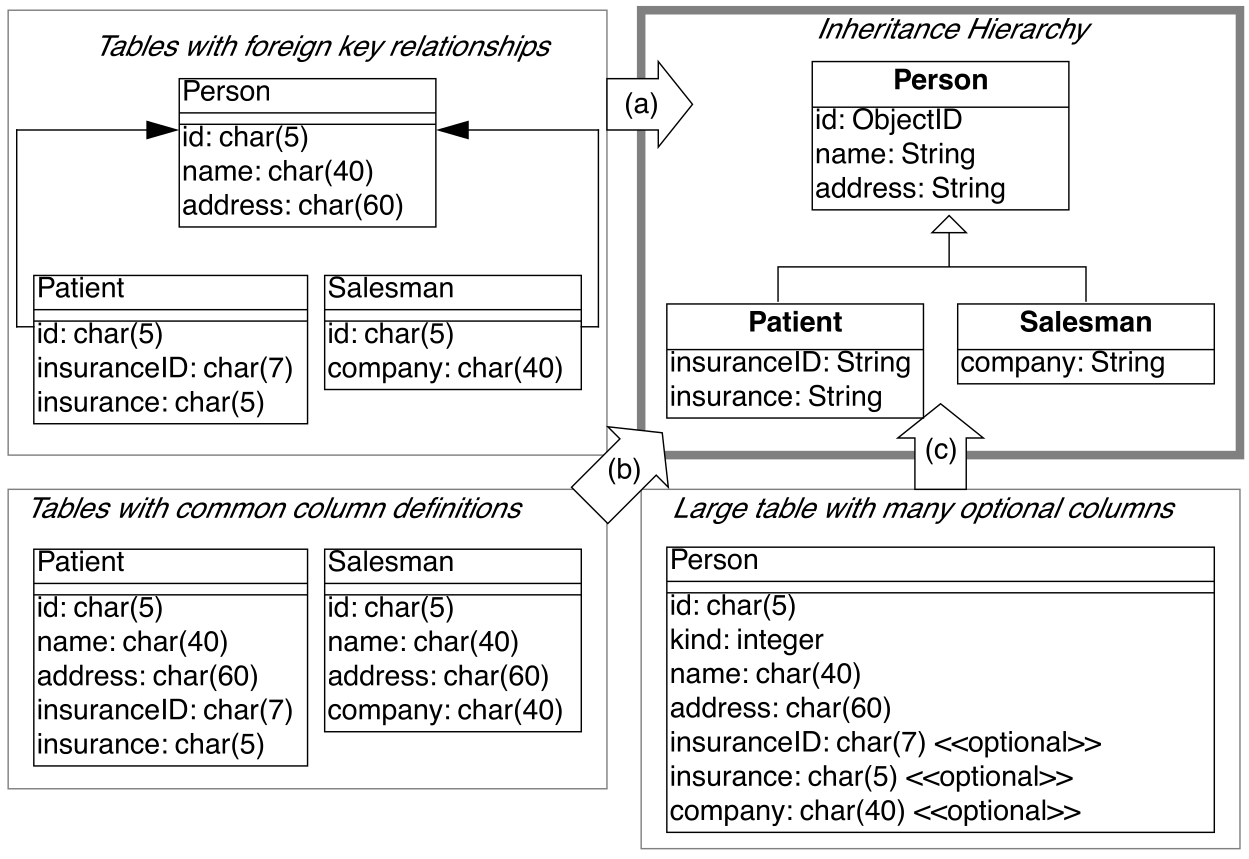 Tables with foreign key relationships
Person
id: char(5)
name: char(40)
address: char(60)
Patient
id: char(5)
insuranceID: char(7)
insurance: char(5)
Salesman
id: char(5)
company: char(40)
(a)
Inheritance Hierarchy
Person
id: ObjectID
name: String
address: String
Patient
insuranceID: String
insurance: String
Salesman
company: String
(b)
(c)
Tables with common column definitions
Patient
id: char(5)
name: char(40)
address: char(60)
insuranceID: char(7)
insurance: char(5)
Salesman
id: char(5)
name: char(40)
address: char(60)
company: char(40)
Large table with many optional columns
Person
id: char(5)
kind: integer
name: char(40)
address: char(60)
insuranceID: char(7) <<optional>>
insurance: char(5) <<optional>>
company: char(40) <<optional>>